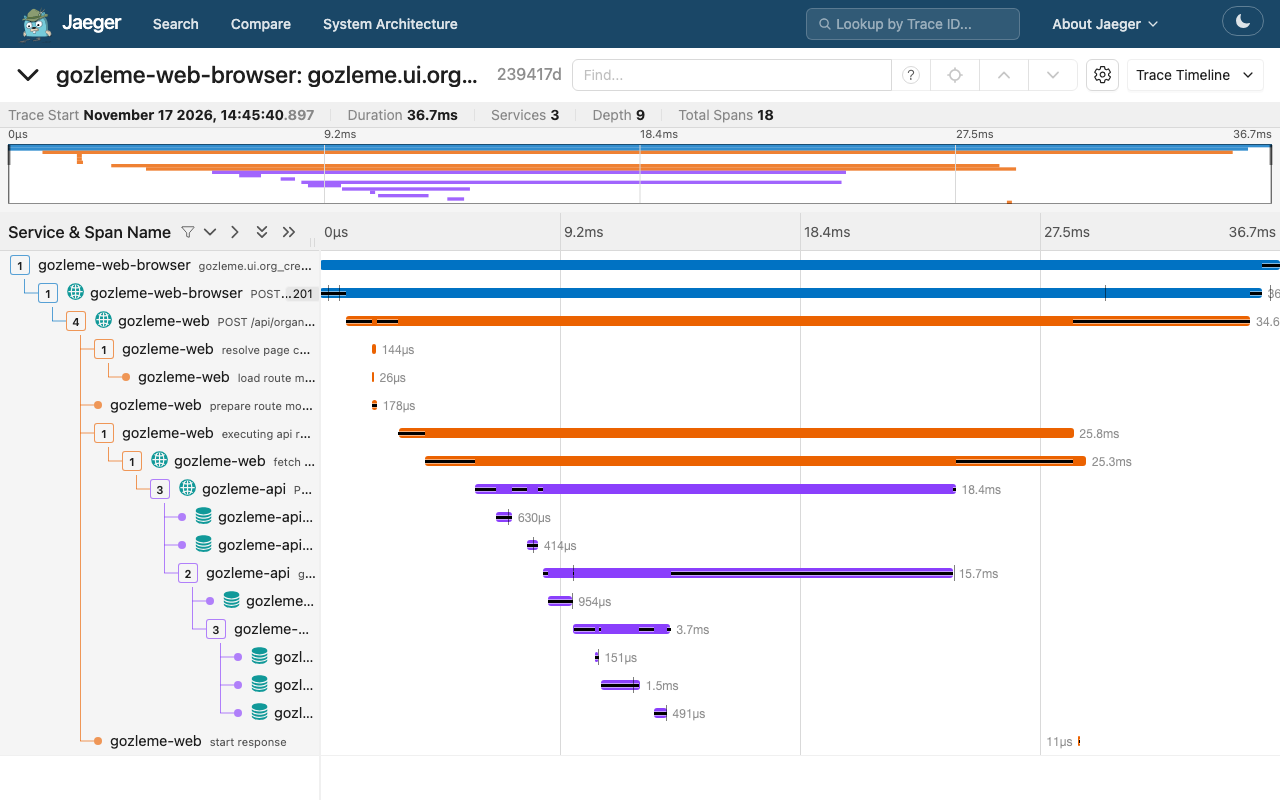 Jaeger Search Compare System Architecture Lookup by Trace ID... About Jaeger
gozleme-web-browser: gozleme.ui.org... 239417d Find... ? Trace Timeline
Trace Start November 17 2026, 14:45:40.897 Duration 36.7ms Services 3 Depth 9 Total Spans 18
0μs 9.2ms 18.4ms 27.5ms 36.7ms
Service & Span Name 0μs 9.2ms 18.4ms 27.5ms 36.7ms
1 gozleme-web-browser gozleme.ui.org_cre...
1 gozleme-web-browser POST... 201 36
4 gozleme-web POST /api/organ... 34.6
1 gozleme-web resolve page c... 144μs
gozleme-web load route m... 26μs
gozleme-web prepare route mo... 178μs
1 gozleme-web executing api r... 25.8ms
1 gozleme-web fetch ... 25.3ms
3 gozleme-api P... 18.4ms
gozleme-api... 630μs
gozleme-api... 414μs
2 gozleme-api g... 15.7ms
gozleme... 954μs
3 gozleme-... 3.7ms
gozl... 151μs
gozl... 1.5ms
gozl... 491μs
gozleme-web start response 11μs